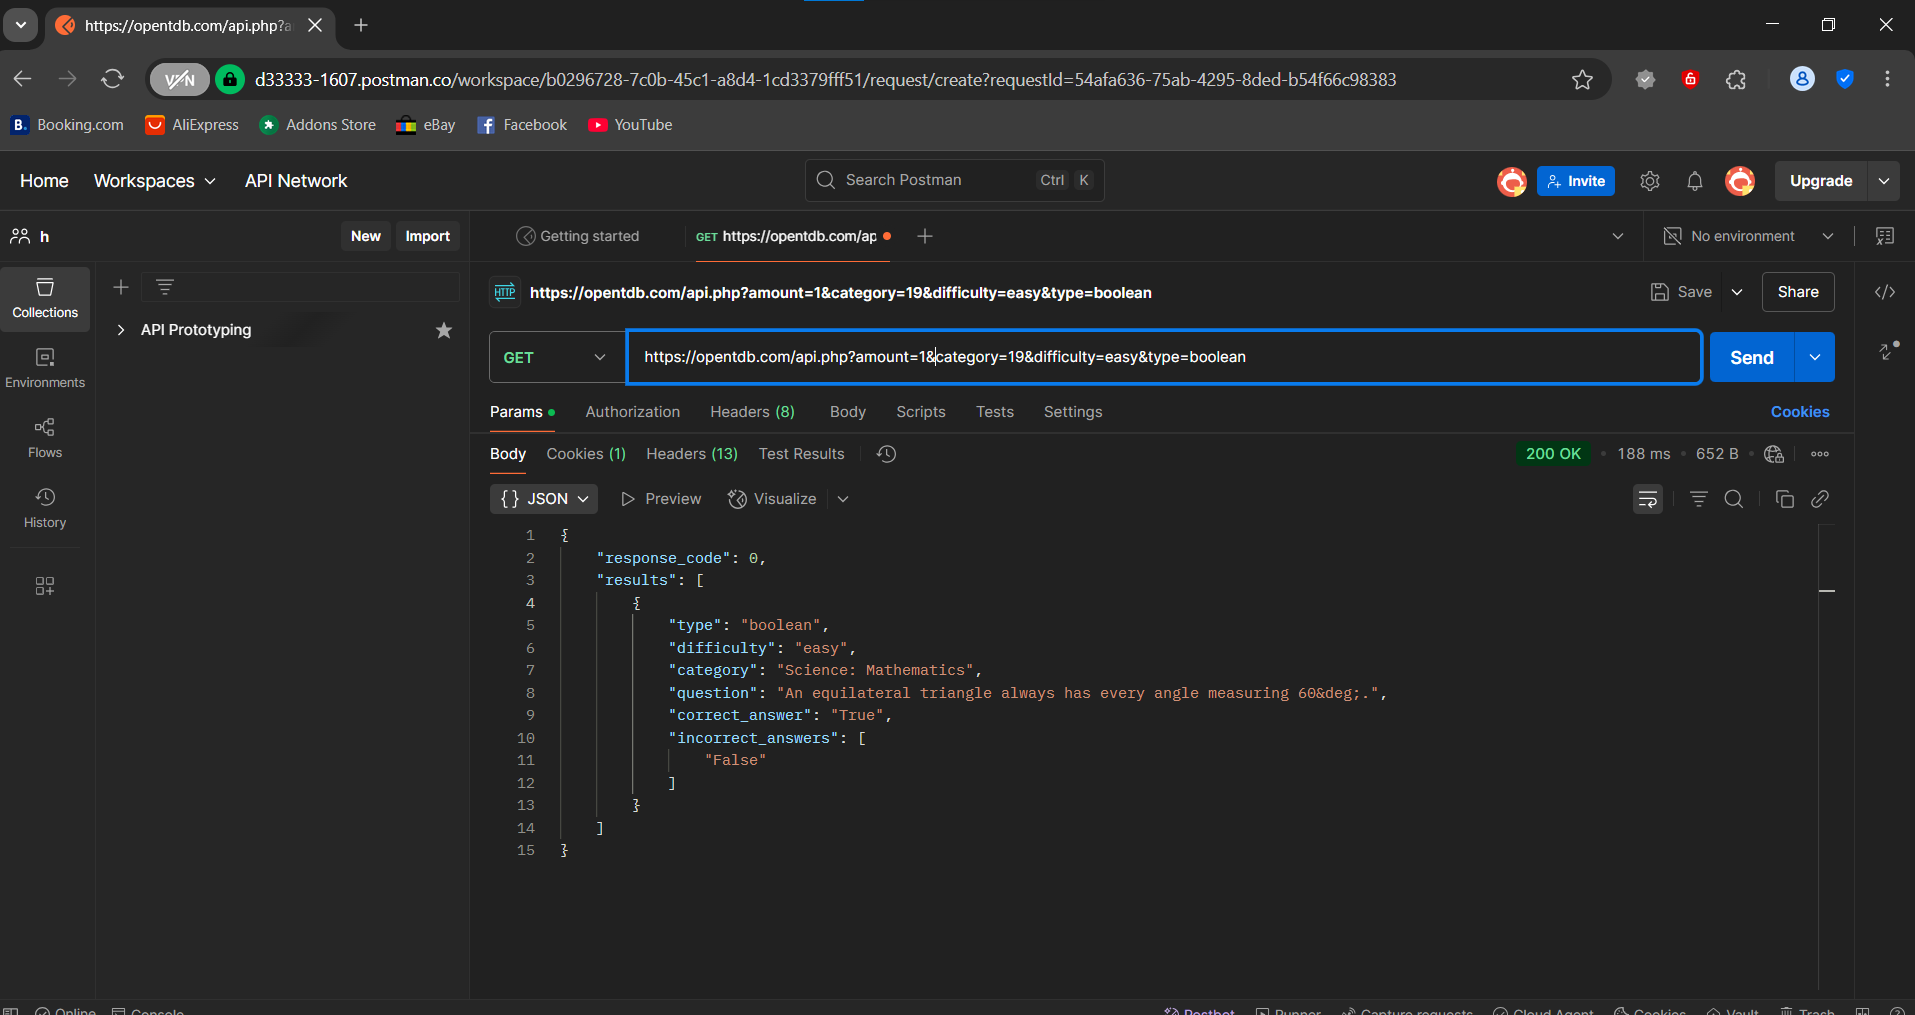 https://opentdb.com/api.php?a
VPN
d33333-1607.postman.co/workspace/b0296728-7c0b-45c1-a8d4-1cd3379fff51/request/create?requestId=54afa636-75ab-4295-8ded-b54f66c98383
B. Booking.com AliExpress Addons Store eBay Facebook YouTube
Home Workspaces API Network Search Postman Ctrl K Invite Upgrade
h New Import Getting started GET https://opentdb.com/ap No environment
HTTP https://opentdb.com/api.php?amount=1&category=19&difficulty=easy&type=boolean Save Share
Collections
API Prototyping
GET https://opentdb.com/api.php?amount=1&category=19&difficulty=easy&type=boolean Send
Environments
Params Authorization Headers (8) Body Scripts Tests Settings Cookies
Flows
Body Cookies (1) Headers (13) Test Results 200 OK • 188 ms • 652 B
{} JSON Preview Visualize
History
1 {
2 "response_code": 0,
3 "results": [
4 {
5 "type": "boolean",
6 "difficulty": "easy",
7 "category": "Science: Mathematics",
8 "question": "An equilateral triangle always has every angle measuring 60&deg;.",
9 "correct_answer": "True",
10 "incorrect_answers": [
11 "False"
12 ]
13 }
14 ]
15 }
Online Console Postbot Runner Capture requests Cloud Agent Cookies Vault Trash